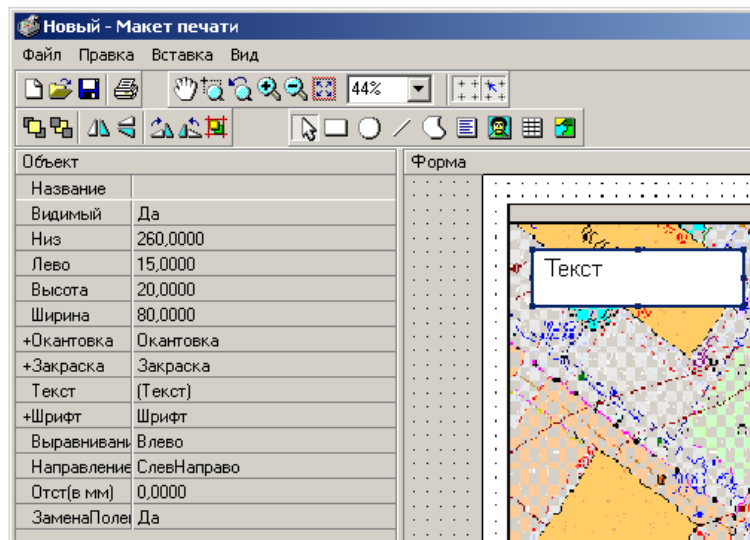 Новый - Макет печати
Файл Правка Вставка Вид
44%
Объект
Форма
Название
Видимый Да
Низ 260,0000
Лево 15,0000
Высота 20,0000
Ширина 80,0000
+Окантовка Окантовка
+Закраска Закраска
Текст (Текст)
+Шрифт Шрифт
Выравнивань Влево
Направление СлевНаправо
Отст(в мм) 0,0000
ЗаменаПолеі Да
Текст